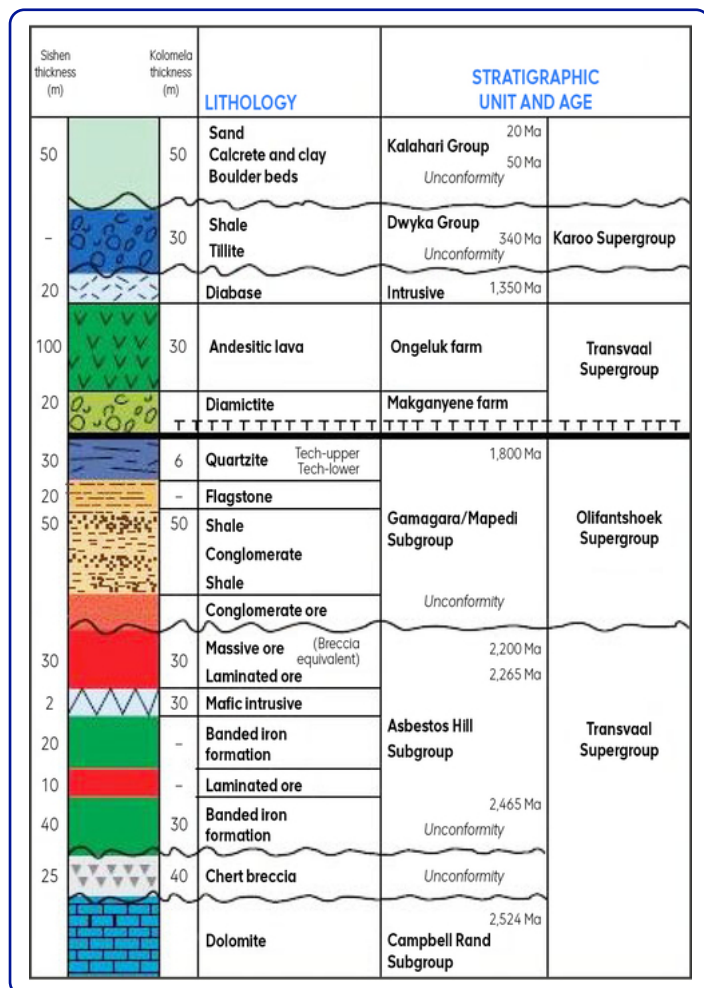 Sishen
thickness
(m)
Kolomela
thickness
(m)
LITHOLOGY
STRATIGRAPHIC
UNIT AND AGE
50
50
Sand
Calcrete and clay
Boulder beds
Kalahari Group
20 Ma
50 Ma
Unconformity
–
30
Shale
Tillite
Dwyka Group
340 Ma
Unconformity
Karoo Supergroup
20
Diabase
Intrusive
1,350 Ma
100
30
Andesitic lava
Ongeluk farm
Transvaal
Supergroup
20
Diamictite
Makganyene farm
30
6
Quartzite
Tech-upper
Tech-lower
1,800 Ma
20
–
Flagstone
50
50
Shale
Conglomerate
Shale
Gamagara/Mapedi
Subgroup
Olifantshoek
Supergroup
Conglomerate ore
Unconformity
30
30
Massive ore
(Breccia
equivalent)
Laminated ore
2,200 Ma
2,265 Ma
2
30
Mafic intrusive
Asbestos Hill
Subgroup
Transvaal
Supergroup
20
–
Banded iron
formation
10
–
Laminated ore
40
30
Banded iron
formation
2,465 Ma
Unconformity
25
40
Chert breccia
Unconformity
Dolomite
2,524 Ma
Campbell Rand
Subgroup